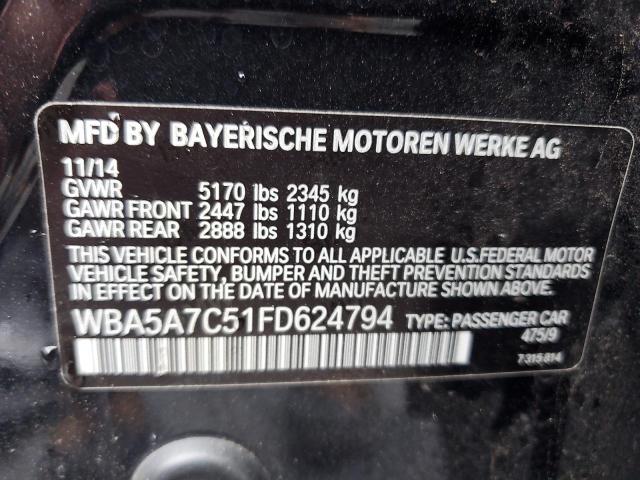 MFD BY BAYERISCHE MOTOREN WERKE AG
11/14
GVWR 5170 lbs 2345 kg
GAWR FRONT 2447 lbs 1110 kg
GAWR REAR 2888 lbs 1310 kg
THIS VEHICLE CONFORMS TO ALL APPLICABLE U.S.FEDERAL MOTOR
VEHICLE SAFETY, BUMPER AND THEFT PREVENTION STANDARDS
IN EFFECT ON THE DATE OF MANUFACTURE SHOWN ABOVE.
WBA5A7C51FD624794 TYPE: PASSENGER CAR
475/9
7 315 814